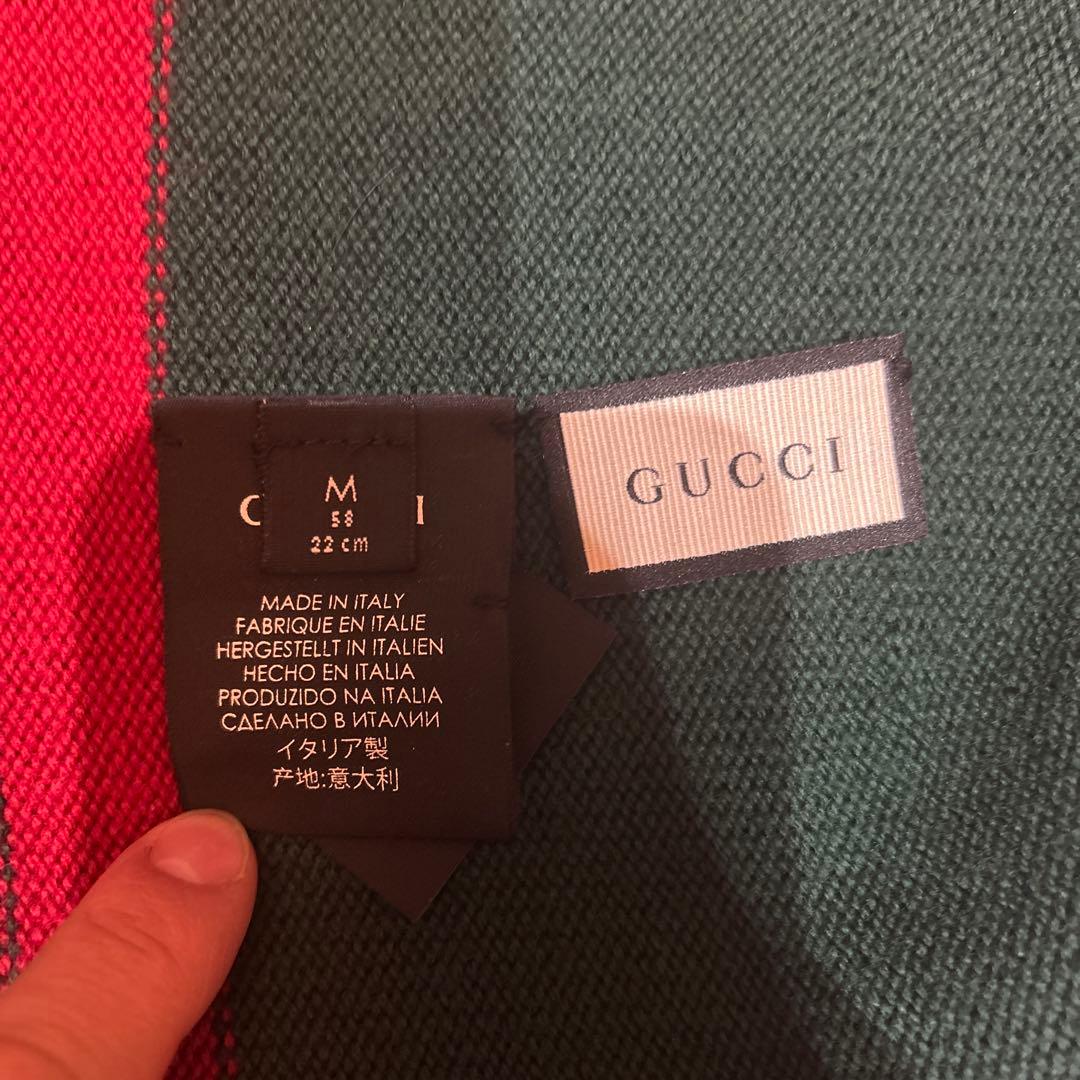 M
58
22 cm
MADE IN ITALY
FABRIQUE EN ITALIE
HERGESTELLT IN ITALIEN
HECHO EN ITALIA
PRODUZIDO NA ITALIA
СДЕЛАНО В ИТАЛИИ
イタリア製
产地:意大利
GUCCI